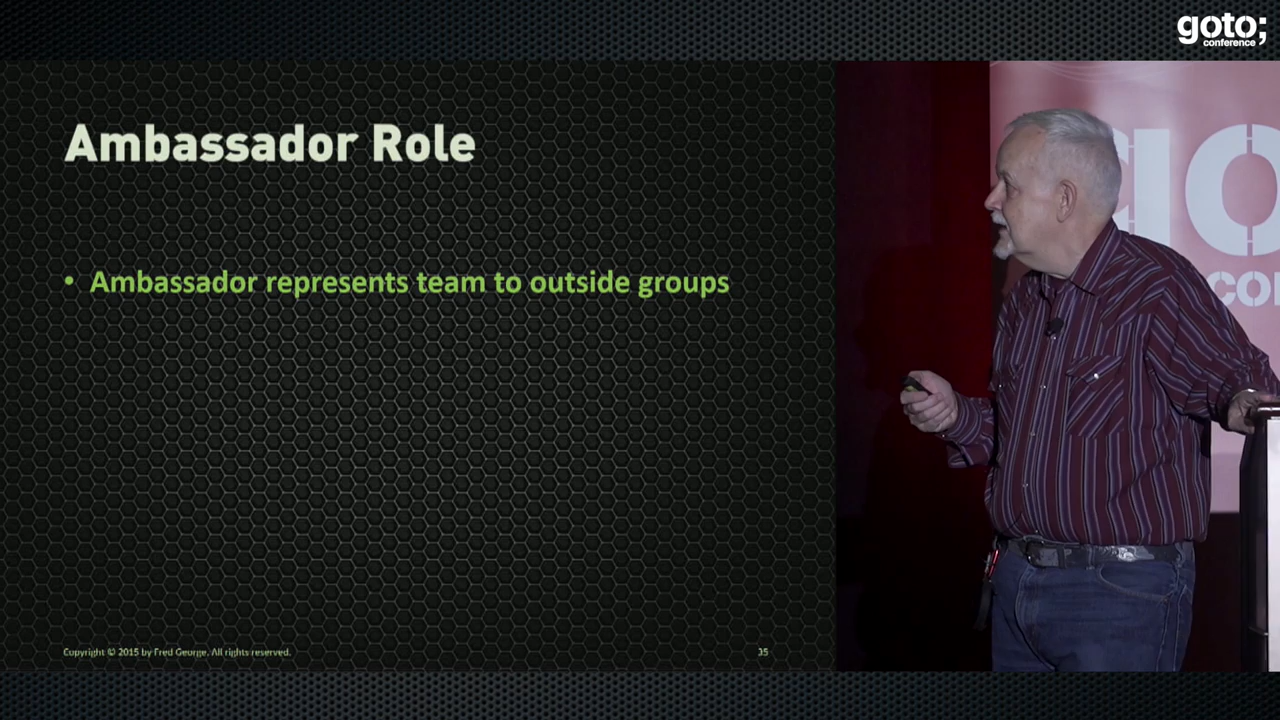 goto;
conference
Ambassador Role
• Ambassador represents team to outside groups
Copyright © 2015 by Fred George. All rights reserved.
35